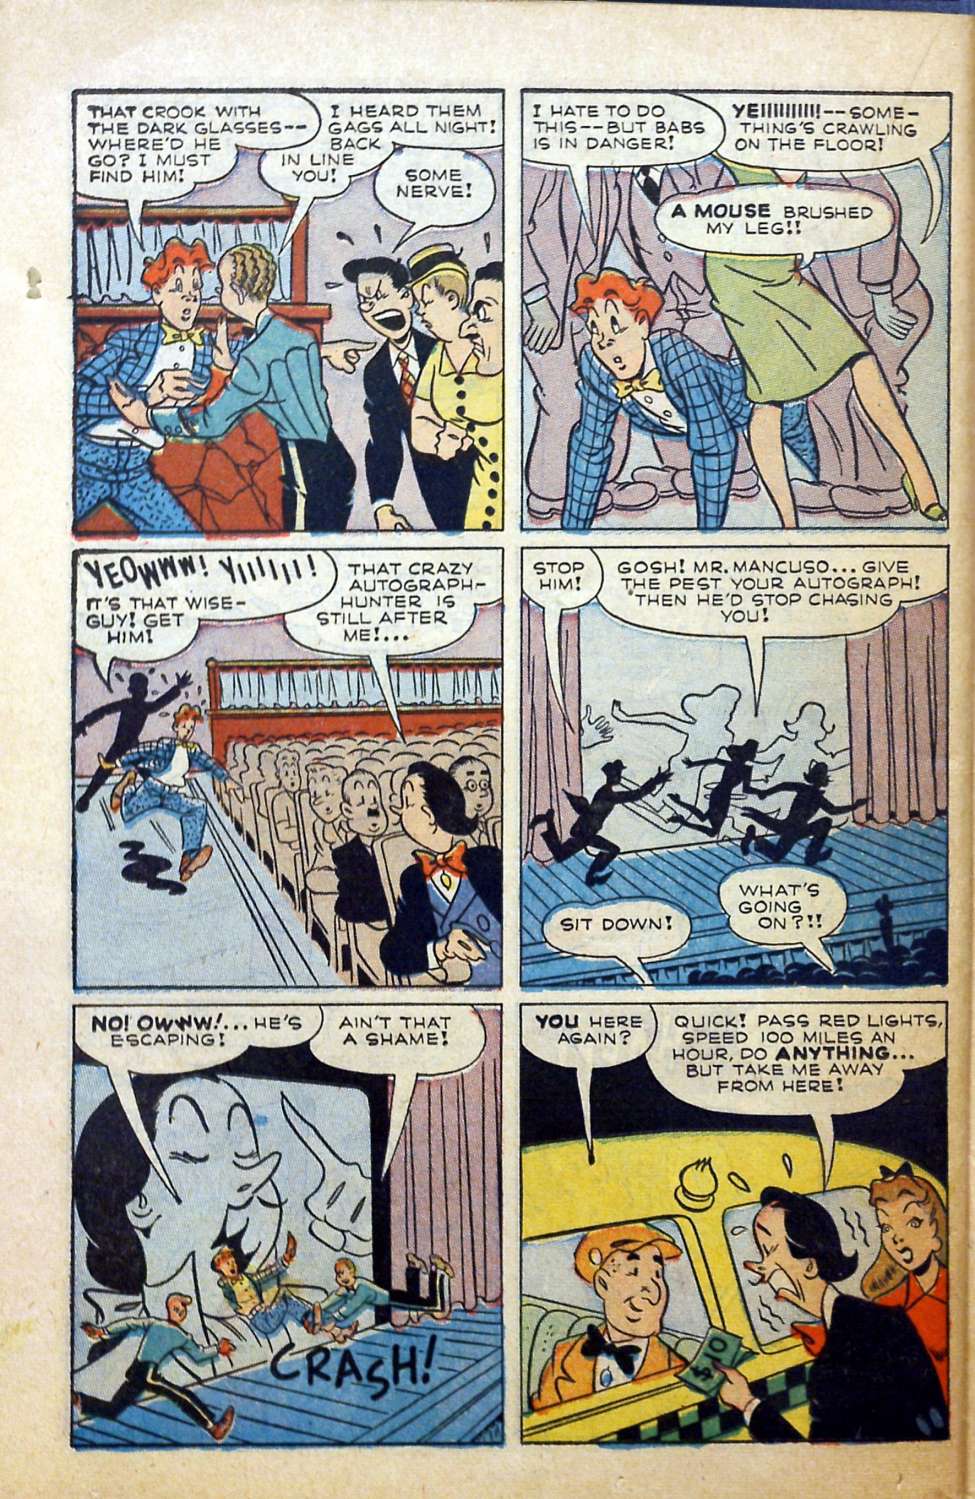 THAT CROOK WITH
THE DARK GLASSES--
WHERE'D HE
GO? I MUST
FIND HIM!
I HEARD THEM
GAGS ALL NIGHT!
BACK
IN LINE
YOU!
SOME
NERVE!
I HATE TO DO
THIS--BUT BABS
IS IN DANGER!
YEIIIIIIIIII!--SOME-
THING'S CRAWLING
ON THE FLOOR!
A MOUSE BRUSHED
MY LEG!!
YEOWWW! YIIIIIII!
IT'S THAT WISE-
GUY! GET
HIM!
THAT CRAZY
AUTOGRAPH-
HUNTER IS
STILL AFTER
ME!...
STOP
HIM!
GOSH! MR. MANCUSO... GIVE
THE PEST YOUR AUTOGRAPH!
THEN HE'D STOP CHASING
YOU!
SIT DOWN!
WHAT'S
GOING
ON?!!
NO! OWWW!... HE'S
ESCAPING!
AIN'T THAT
A SHAME!
CRASH!
YOU HERE
AGAIN?
QUICK! PASS RED LIGHTS,
SPEED 100 MILES AN
HOUR, DO ANYTHING...
BUT TAKE ME AWAY
FROM HERE!
$10